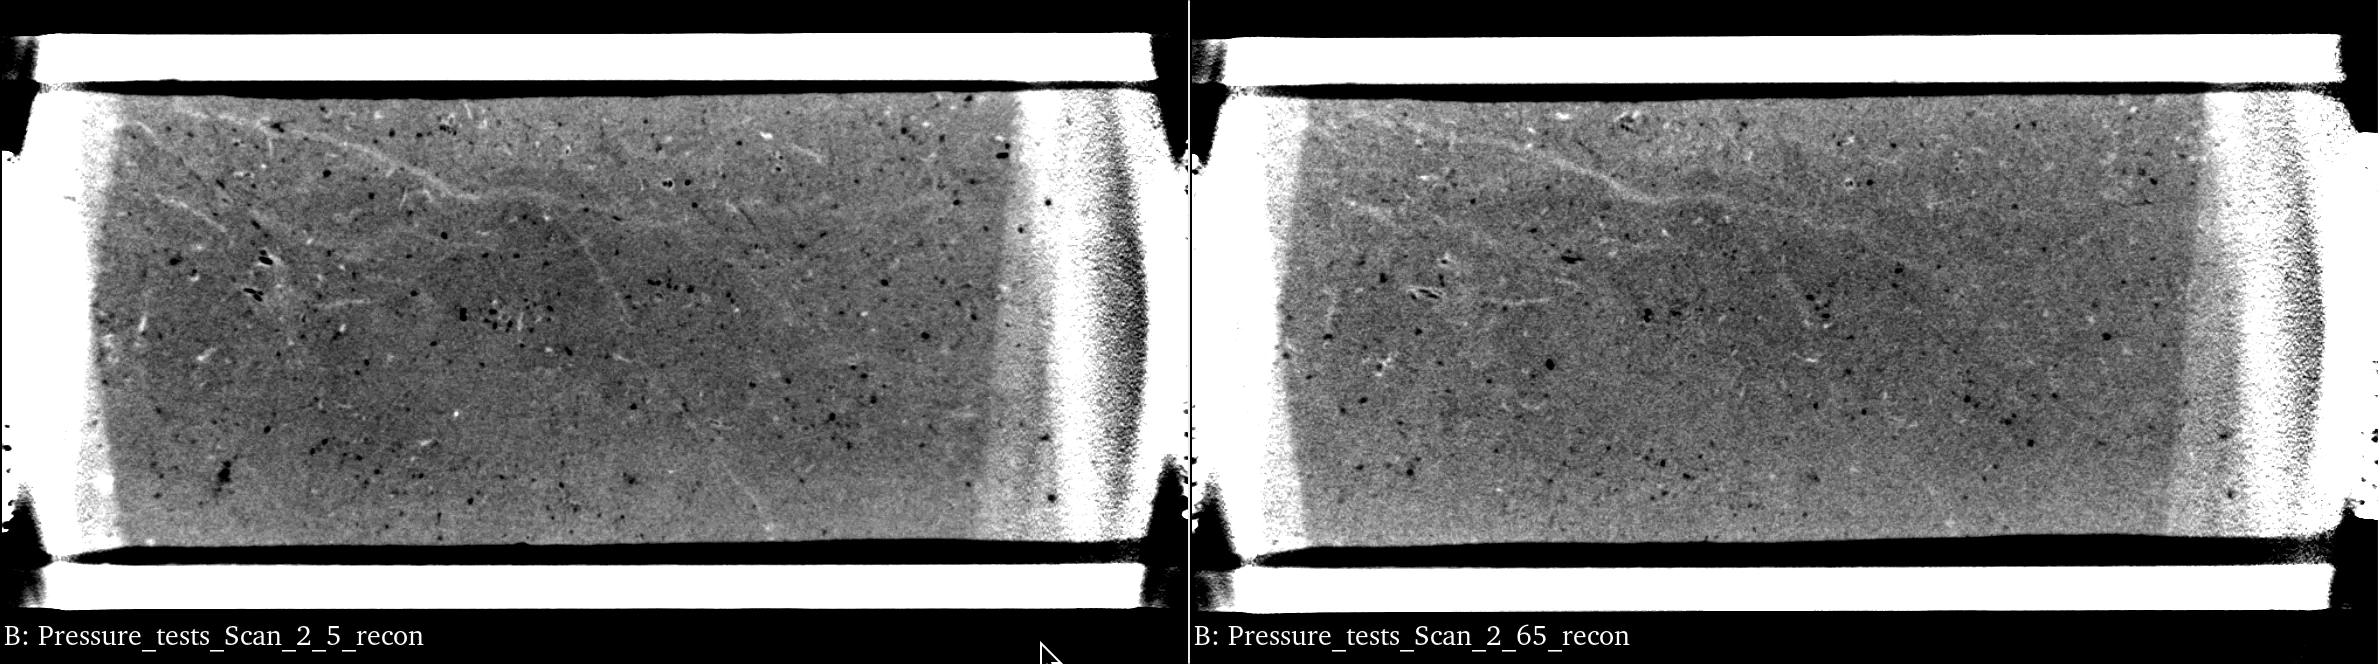 B: Pressure_tests_Scan_2_5_recon
B: Pressure_tests_Scan_2_65_recon